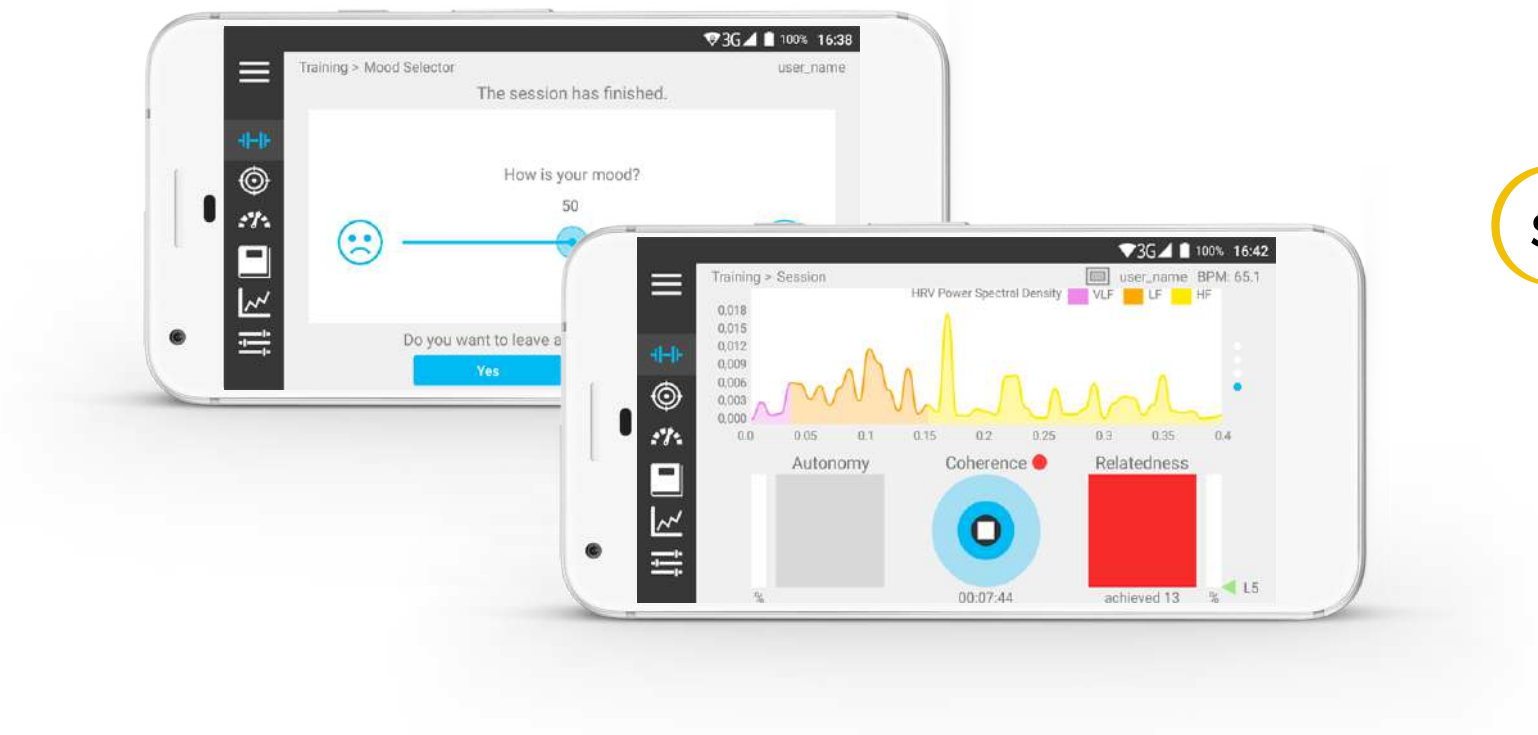 3G 100% 16:38
Training > Mood Selector user_name
The session has finished.
How is your mood?
50
Do you want to leave a
Yes
3G 100% 16:42
Training > Session user_name BPM: 65.1
HRV Power Spectral Density VLF LF HF
0,018
0,015
0,012
0,009
0,006
0,003
0,000
0.0 0.05 0.1 0.15 0.2 0.25 0.3 0.35 0.4
Autonomy Coherence Relatedness
00:07:44 achieved 13
L5
S